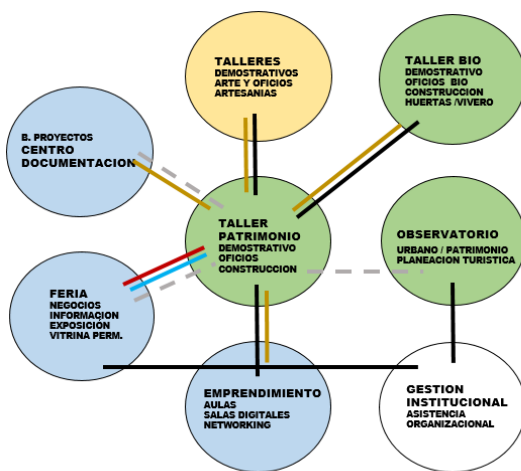 TALLERES
DEMOSTRATIVOS
ARTE Y OFICIOS
ARTESANIAS
TALLER BIO
DEMOSTRATIVO
OFICIOS BIO
CONSTRUCCION
HUERTAS /VIVERO
B. PROYECTOS
CENTRO
DOCUMENTACION
TALLER
PATRIMONIO
DEMOSTRATIVO
OFICIOS
CONSTRUCCION
OBSERVATORIO
URBANO / PATRIMONIO
PLANEACION TURISTICA
FERIA
NEGOCIOS
INFORMACION
EXPOSICIÓN
VITRINA PERM.
EMPRENDIMIENTO
AULAS
SALAS DIGITALES
NETWORKING
GESTION
INSTITUCIONAL
ASISTENCIA
ORGANIZACIONAL